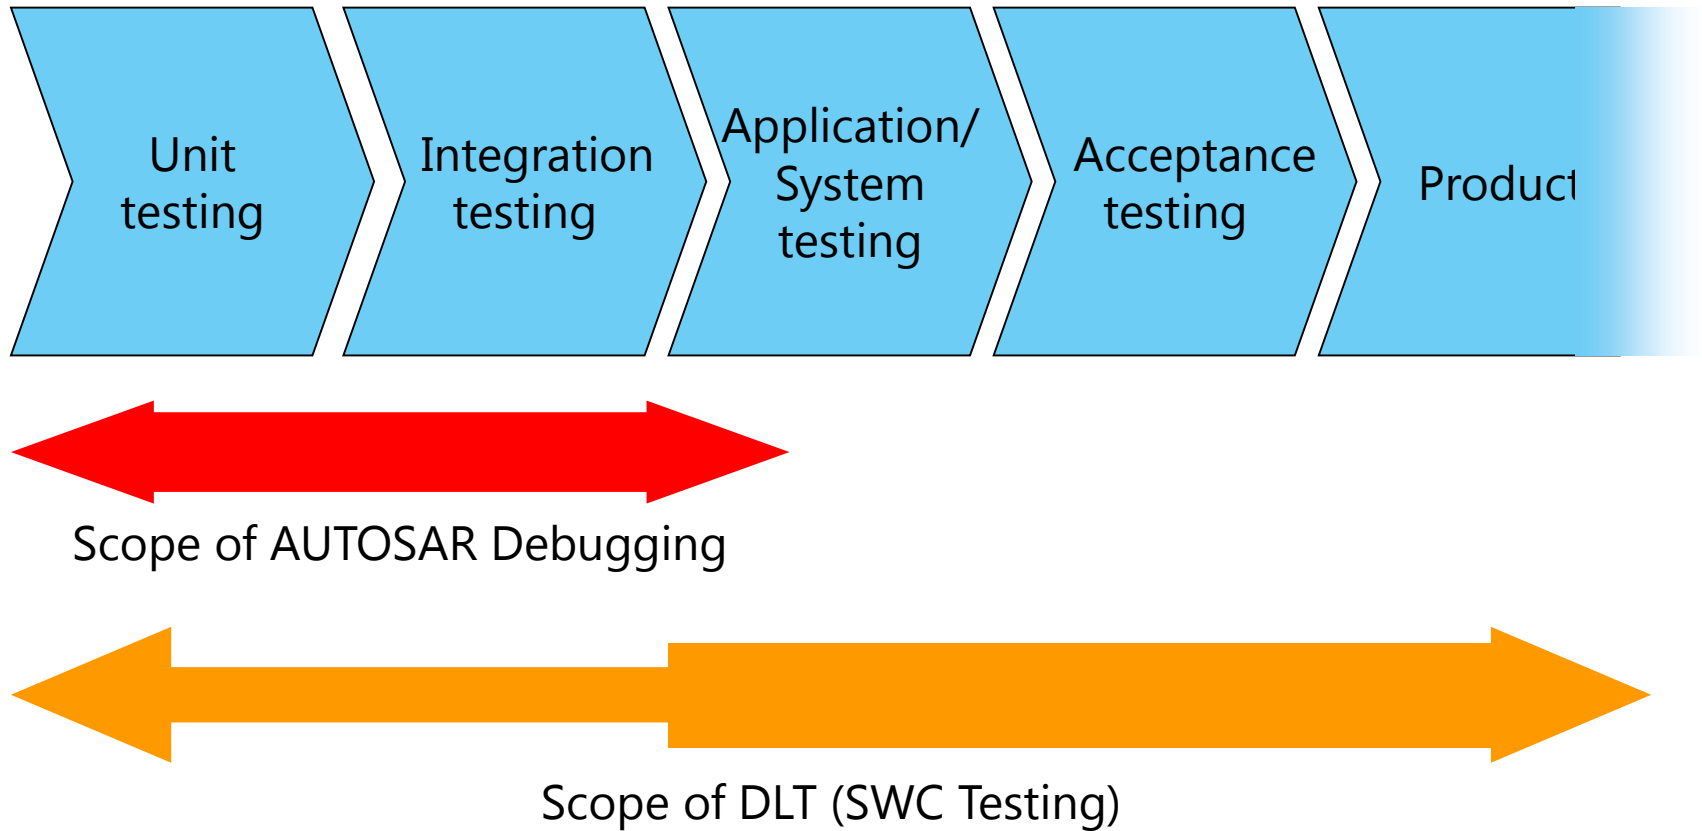 Unit
testing
Integration
testing
Application/
System
testing
Acceptance
testing
Product
Scope of AUTOSAR Debugging
Scope of DLT (SWC Testing)